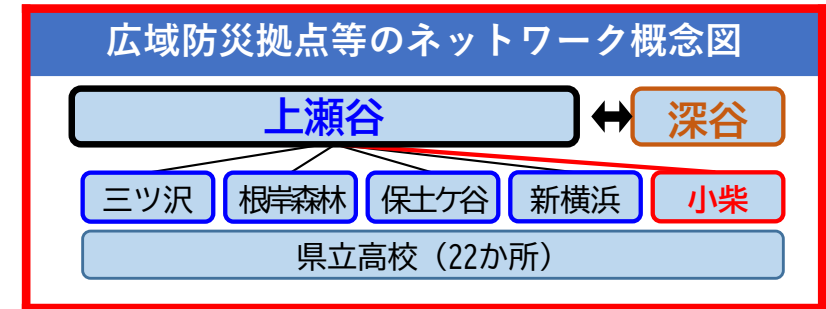 広域防災拠点等のネットワーク概念図
上瀬谷
深谷
三ツ沢
根岸森林
保土ケ谷
新横浜
小柴
県立高校（22か所）